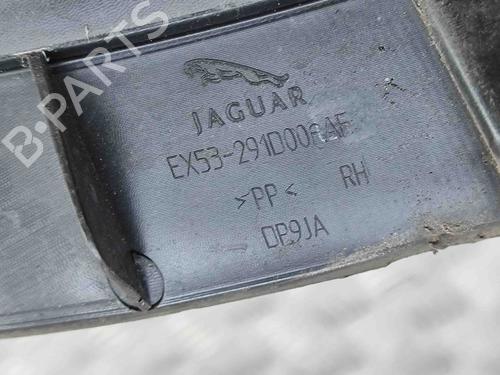 B-PARTS
JAGUAR
EX53-291D006AF
>PP< RH
DP9JA